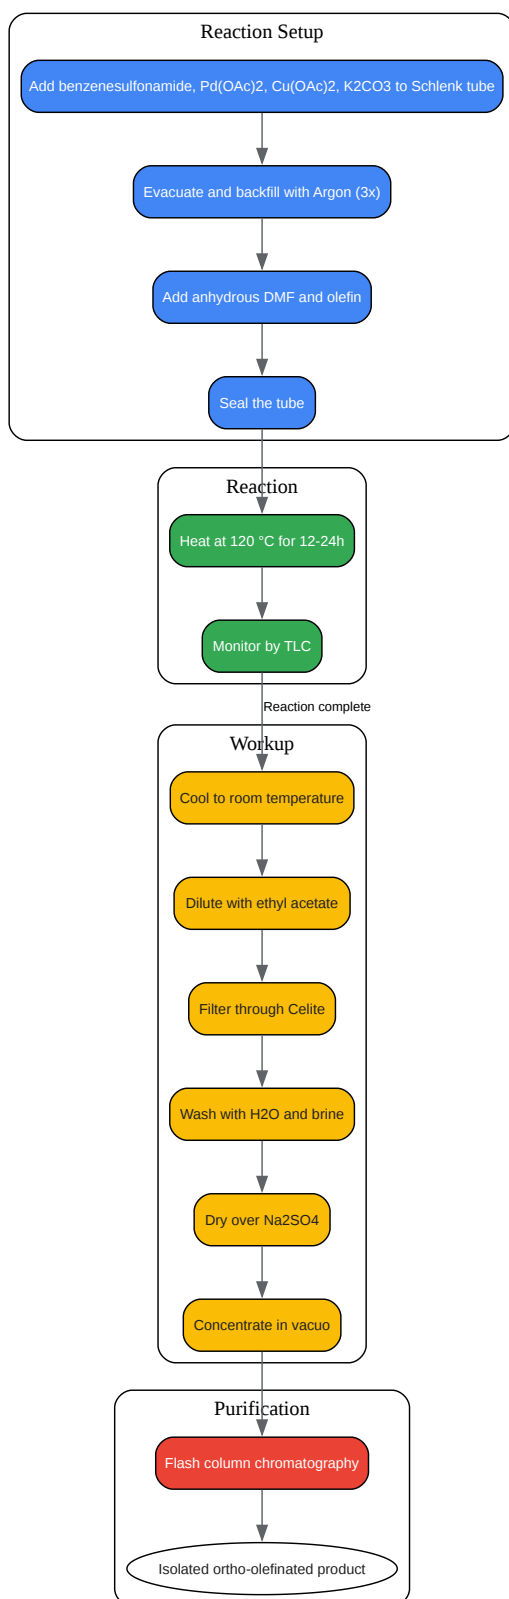 Reaction Setup
Add benzenesulfonamide, Pd(OAc)2, Cu(OAc)2, K2CO3 to Schlenk tube
Evacuate and backfill with Argon (3x)
Add anhydrous DMF and olefin
Seal the tube
Reaction
Heat at 120 °C for 12-24h
Monitor by TLC
Reaction complete
Workup
Cool to room temperature
Dilute with ethyl acetate
Filter through Celite
Wash with H2O and brine
Dry over Na2SO4
Concentrate in vacuo
Purification
Flash column chromatography
Isolated ortho-olefinated product